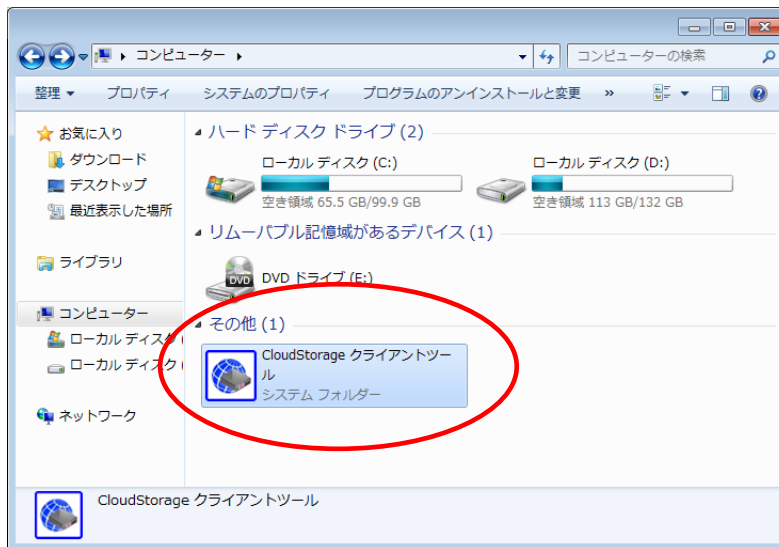 コンピューター
コンピューターの検索
整理 プロパティ システムのプロパティ プログラムのアンインストールと変更 »
お気に入り
ダウンロード
デスクトップ
最近表示した場所
ライブラリ
コンピューター
ローカル ディスク (
ローカル ディスク (
ネットワーク
ハード ディスク ドライブ (2)
ローカル ディスク (C:)
空き領域 65.5 GB/99.9 GB
ローカル ディスク (D:)
空き領域 113 GB/132 GB
リムーバブル記憶域があるデバイス (1)
DVD
DVD ドライブ (E:)
その他 (1)
CloudStorage クライアントツー
ル
システム フォルダー
CloudStorage クライアントツール